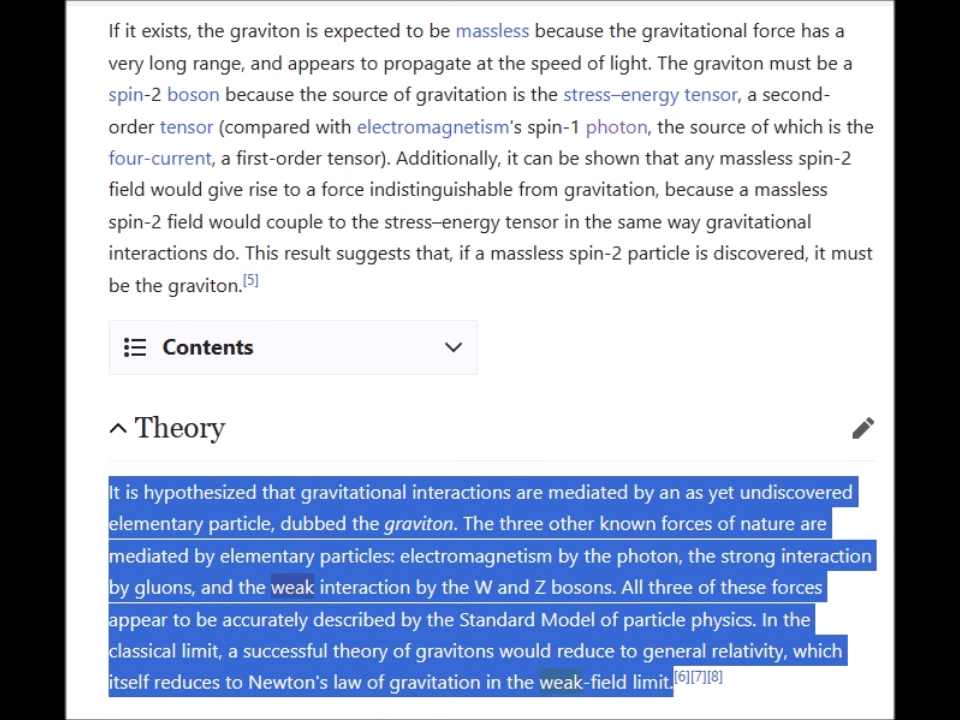 If it exists, the graviton is expected to be massless because the gravitational force has a
very long range, and appears to propagate at the speed of light. The graviton must be a
spin-2 boson because the source of gravitation is the stress–energy tensor, a second-
order tensor (compared with electromagnetism's spin-1 photon, the source of which is the
four-current, a first-order tensor). Additionally, it can be shown that any massless spin-2
field would give rise to a force indistinguishable from gravitation, because a massless
spin-2 field would couple to the stress–energy tensor in the same way gravitational
interactions do. This result suggests that, if a massless spin-2 particle is discovered, it must
be the graviton.[5]
Contents
Theory
It is hypothesized that gravitational interactions are mediated by an as yet undiscovered
elementary particle, dubbed the graviton. The three other known forces of nature are
mediated by elementary particles: electromagnetism by the photon, the strong interaction
by gluons, and the weak interaction by the W and Z bosons. All three of these forces
appear to be accurately described by the Standard Model of particle physics. In the
classical limit, a successful theory of gravitons would reduce to general relativity, which
itself reduces to Newton's law of gravitation in the weak-field limit.[6][7][8]